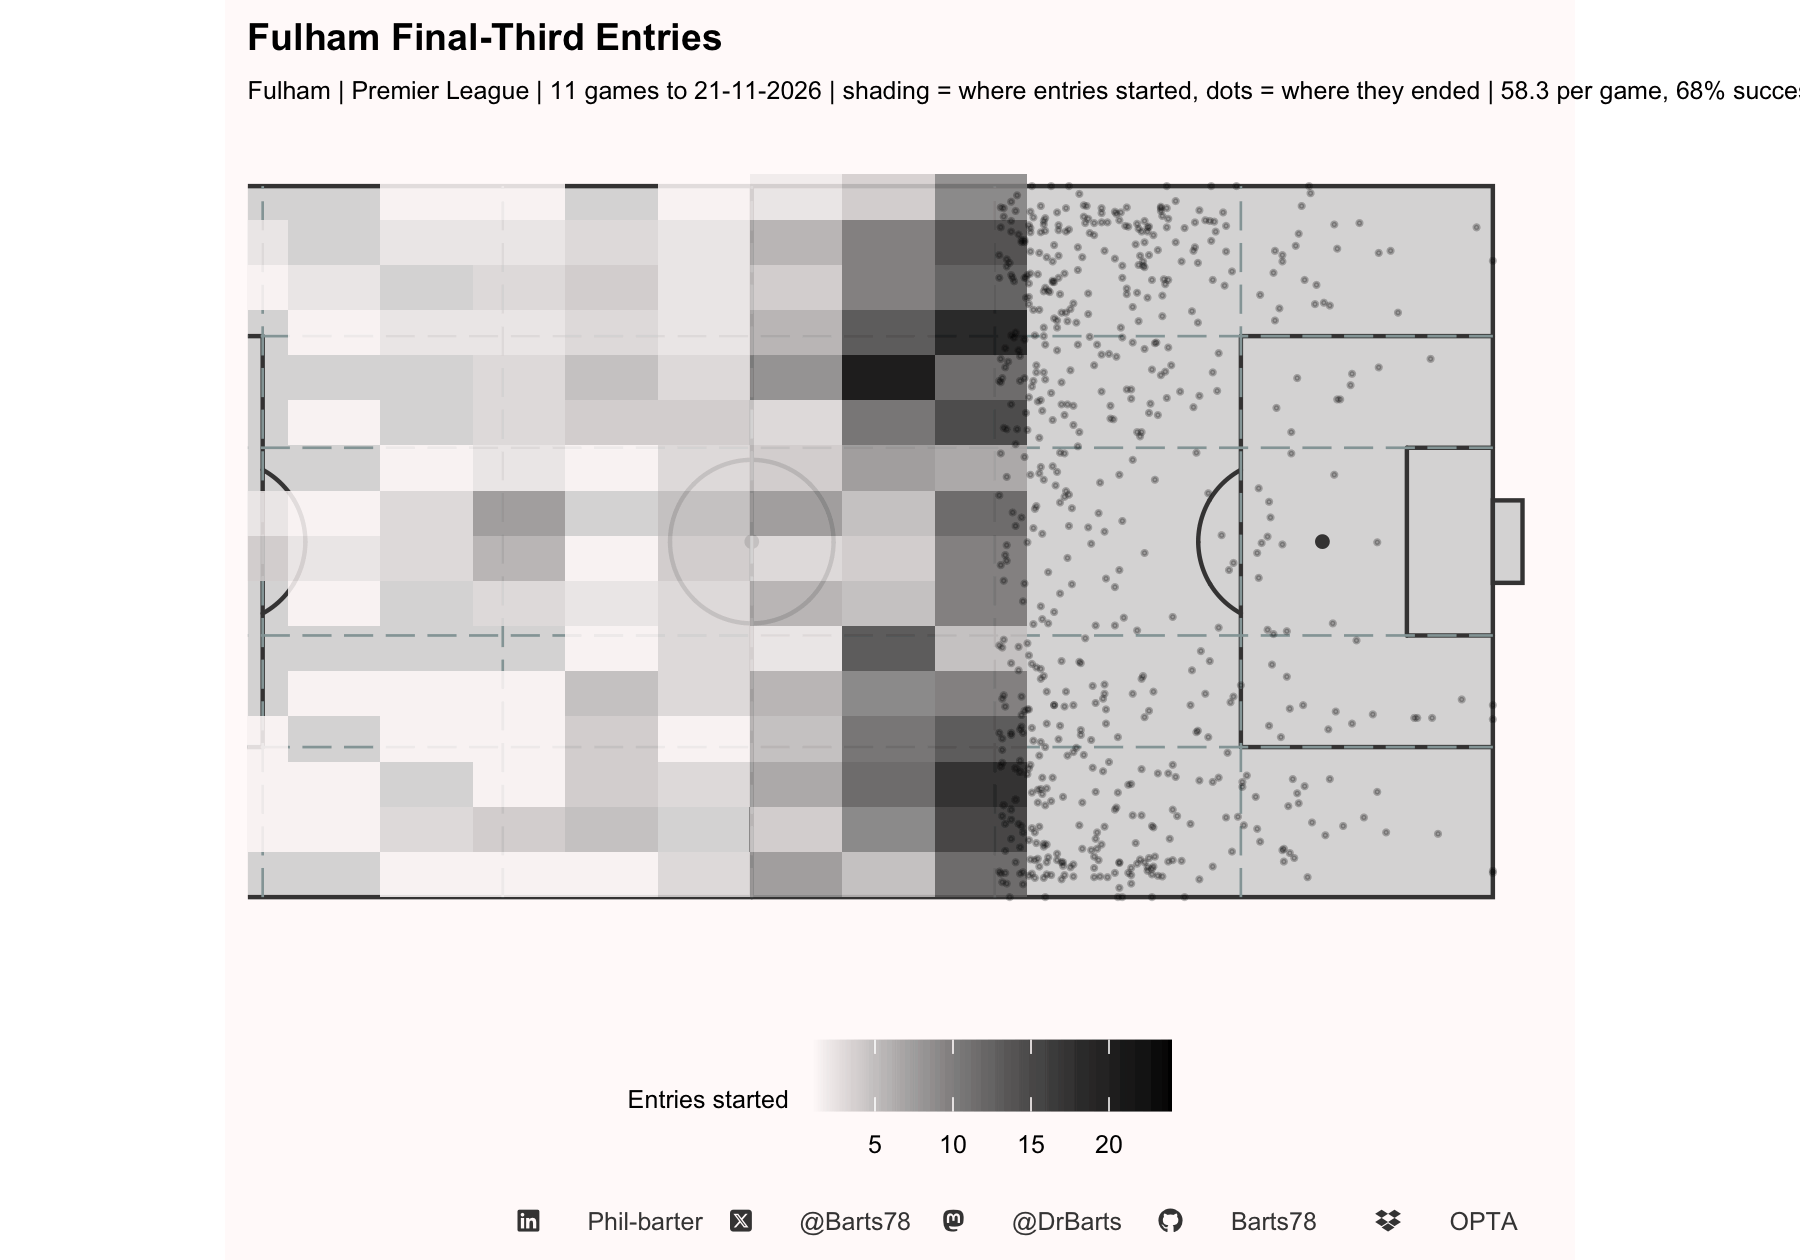 Fulham Final-Third Entries
Fulham | Premier League | 11 games to 21-11-2026 | shading = where entries started, dots = where they ended | 58.3 per game, 68%
Entries started
5 10 15 20
Phil-barter @Barts78 @DrBarts Barts78 OPTA